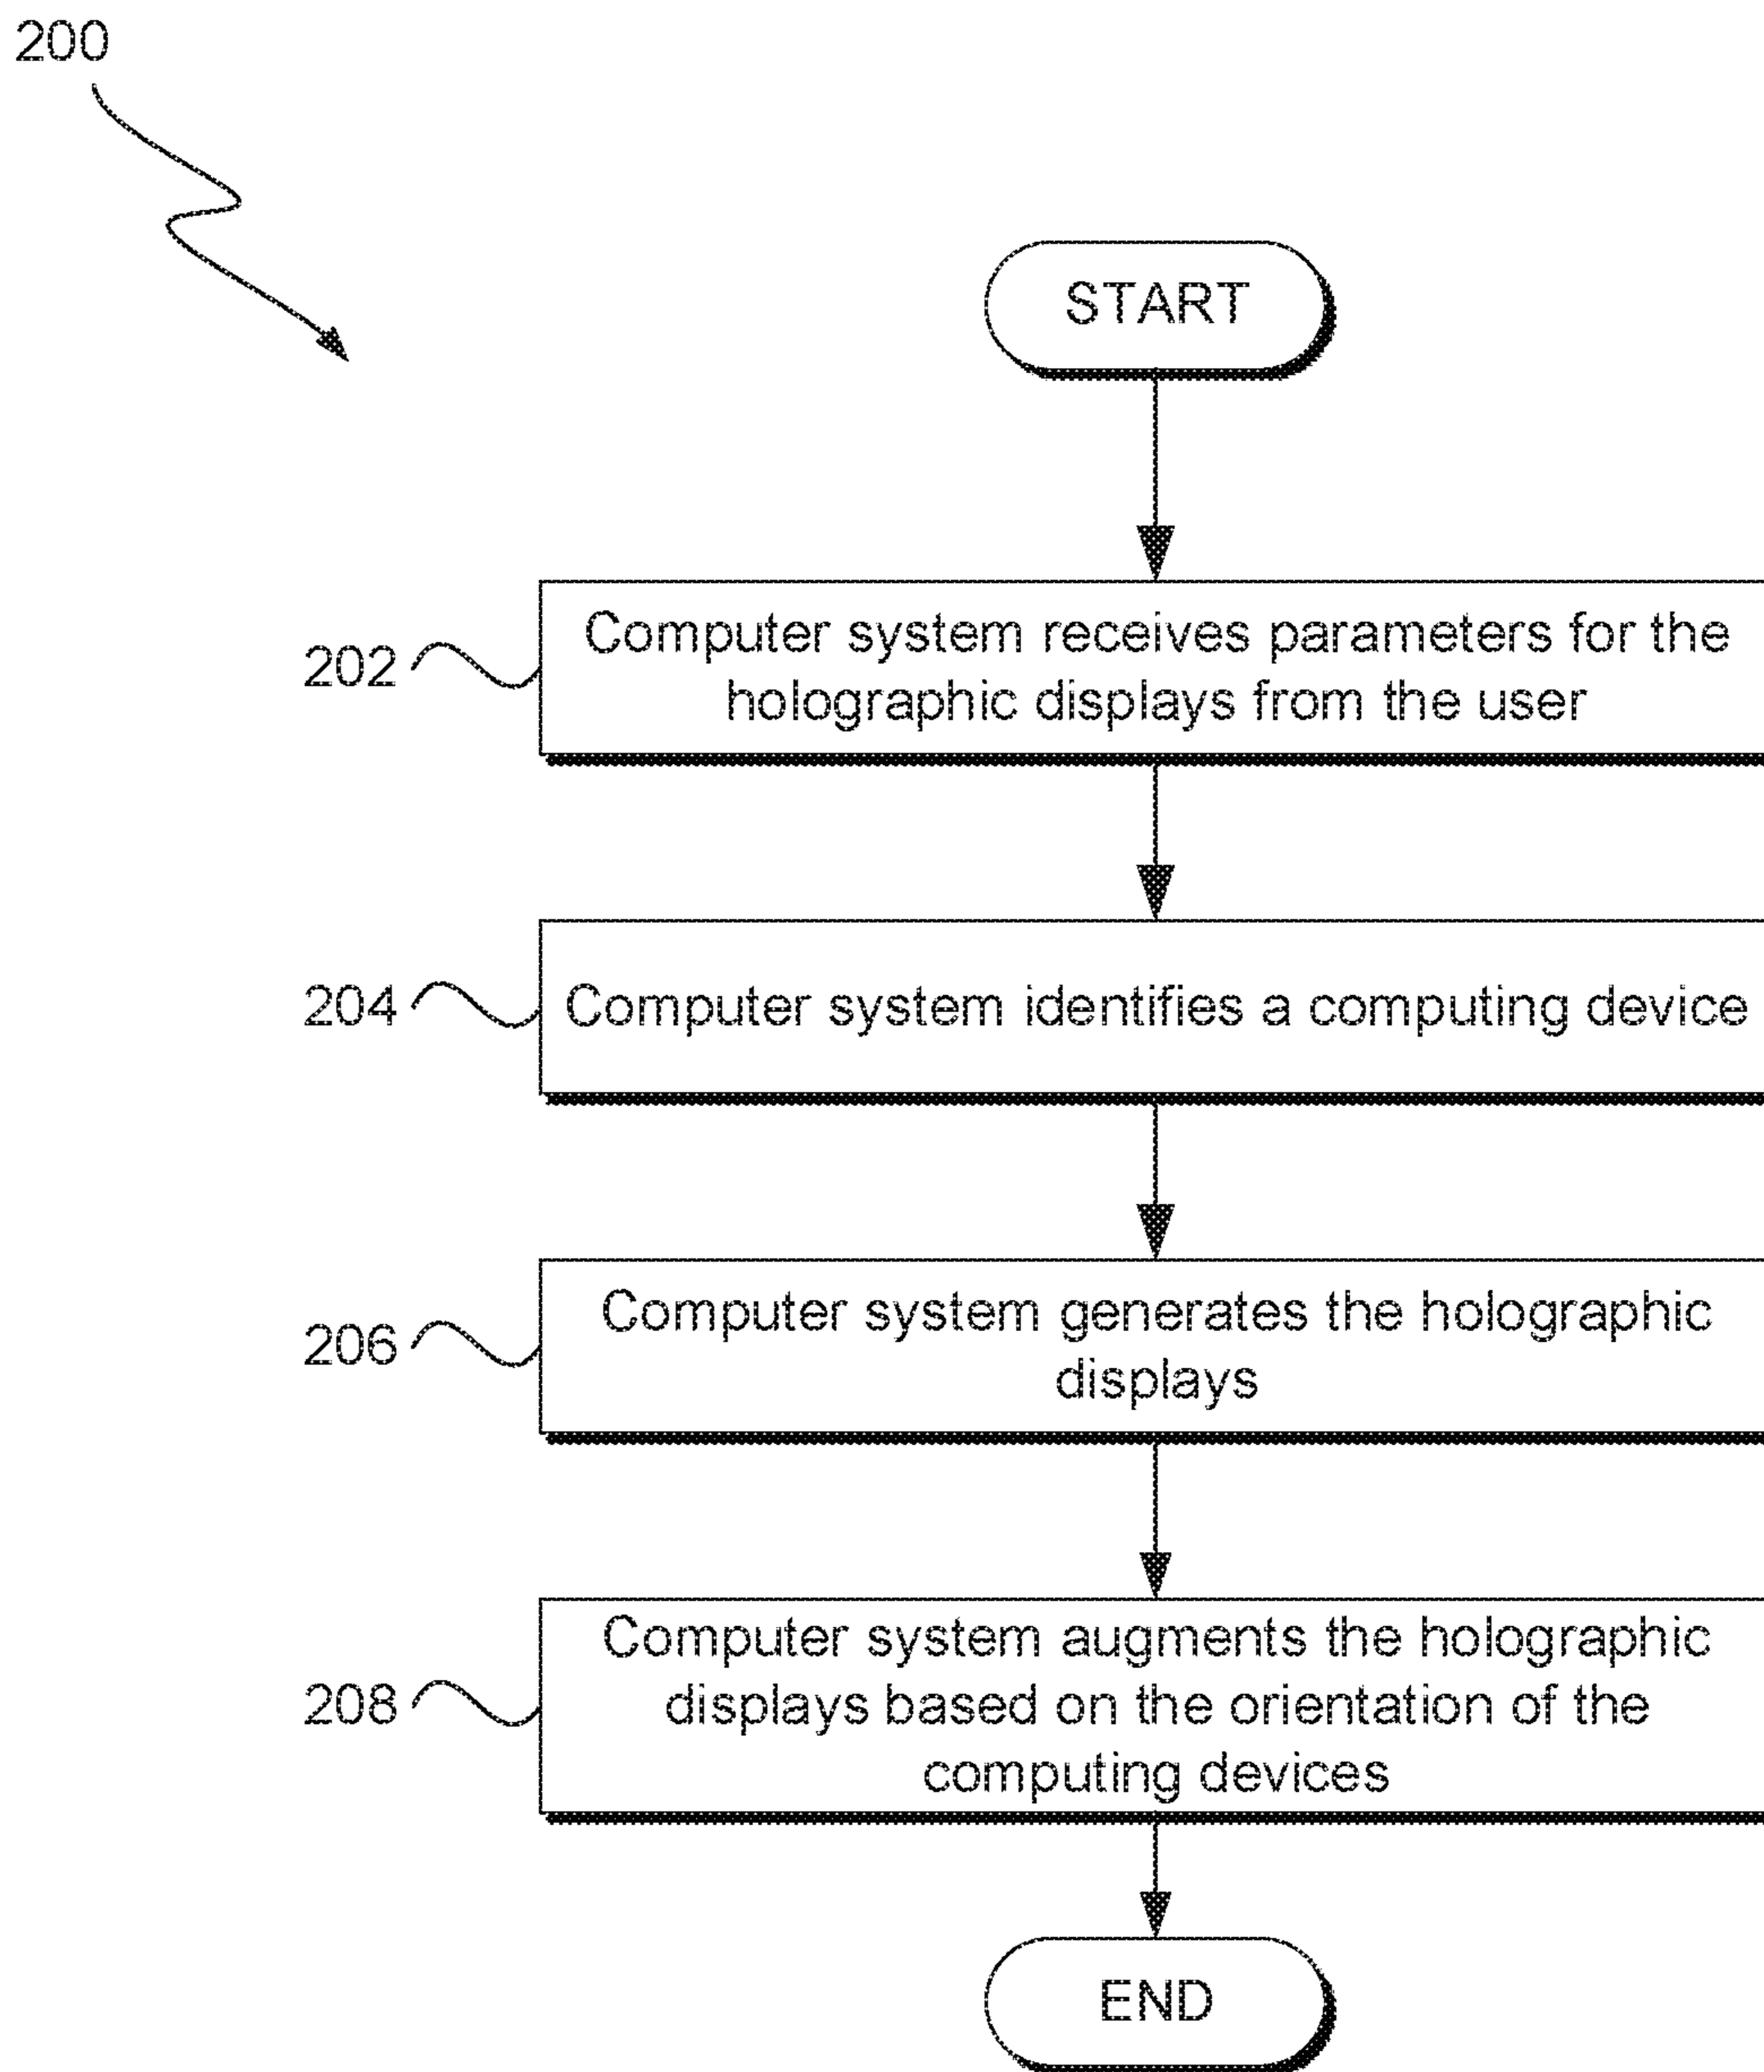 200
START
202
Computer system receives parameters for the
holographic displays from the user
204
Computer system identifies a computing device
206
Computer system generates the holographic
displays
208
Computer system augments the holographic
displays based on the orientation of the
computing devices
END